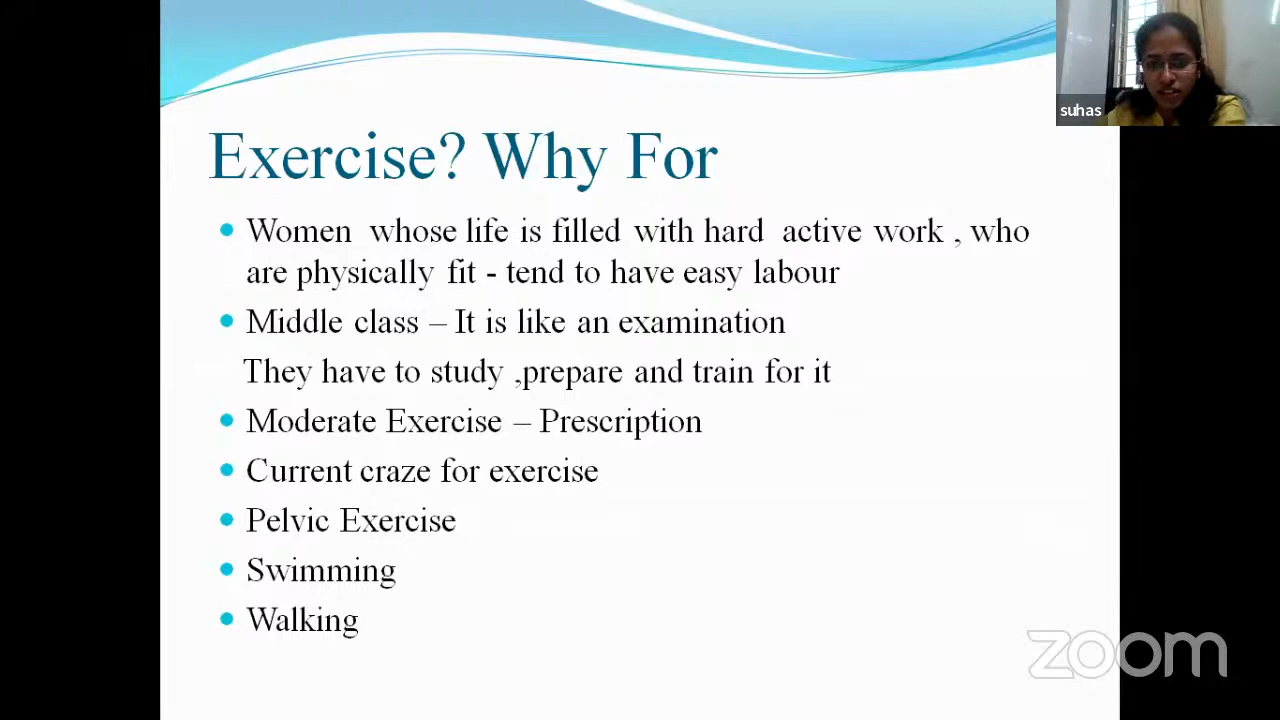 suhas
Exercise? Why For
Women whose life is filled with hard active work , who
are physically fit - tend to have easy labour
Middle class – It is like an examination
They have to study ,prepare and train for it
Moderate Exercise – Prescription
Current craze for exercise
Pelvic Exercise
Swimming
Walking
zoom